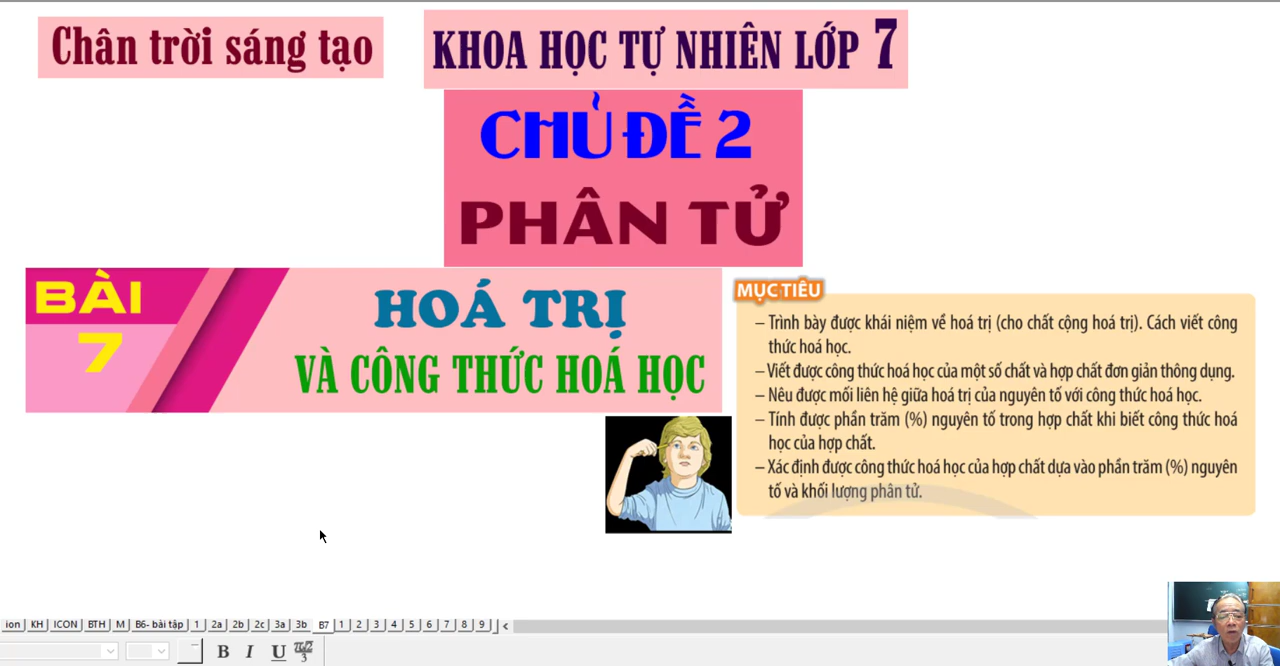 Chân trời sáng tạo
KHOA HỌC TỰ NHIÊN LỚP 7
CHỦ ĐỀ 2
PHÂN TỬ
BÀI
7
HOÁ TRỊ
VÀ CÔNG THỨC HOÁ HỌC
MỤC TIÊU
– Trình bày được khái niệm về hoá trị (cho chất cộng hoá trị). Cách viết công
thức hoá học.
– Viết được công thức hoá học của một số chất và hợp chất đơn giản thông dụng.
– Nêu được mối liên hệ giữa hoá trị của nguyên tố với công thức hoá học.
– Tính được phần trăm (%) nguyên tố trong hợp chất khi biết công thức hoá
học của hợp chất.
– Xác định được công thức hoá học của hợp chất dựa vào phần trăm (%) nguyên
tố và khối lượng phân tử.
ion KH ICON BTH M B6- bài tập 1 2a 2b 2c 3a 3b B7 1 2 3 4 5 6 7 8 9
B I U